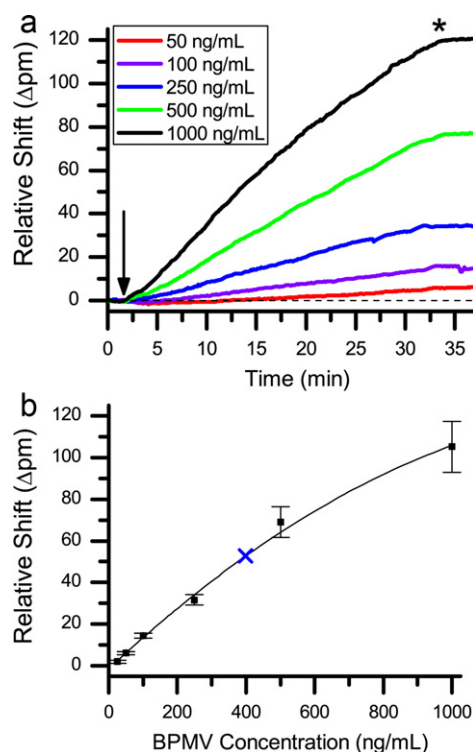 a
*
50 ng/mL
100 ng/mL
250 ng/mL
500 ng/mL
1000 ng/mL
Relative Shift (Δpm)
120
100
80
60
40
20
0
0 5 10 15 20 25 30 35
Time (min)
b
Relative Shift (Δpm)
120
100
80
60
40
20
0
0 200 400 600 800 1000
BPMV Concentration (ng/mL)